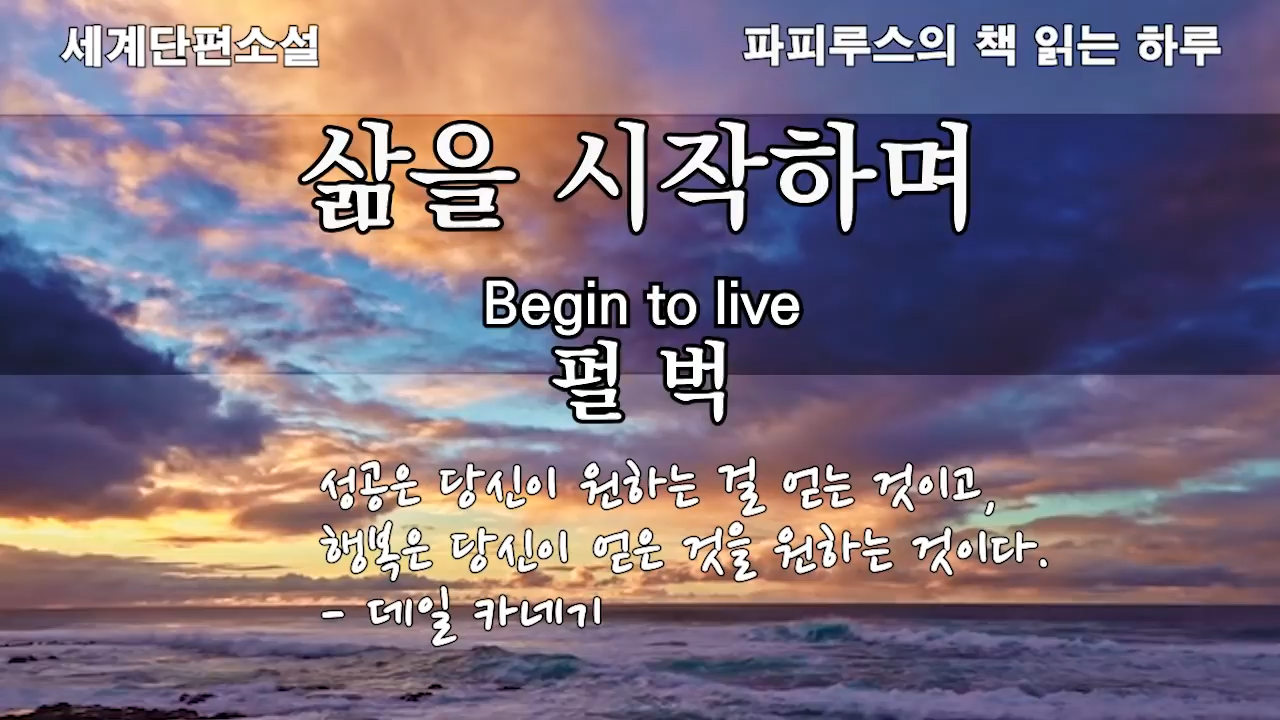 세계단편소설
파피루스의 책 읽는 하루
삶을 시작하며
Begin to live
펄 벅
성공은 당신이 원하는 걸 얻는 것이고,
행복은 당신이 얻은 것을 원하는 것이다.
- 데일 카네기